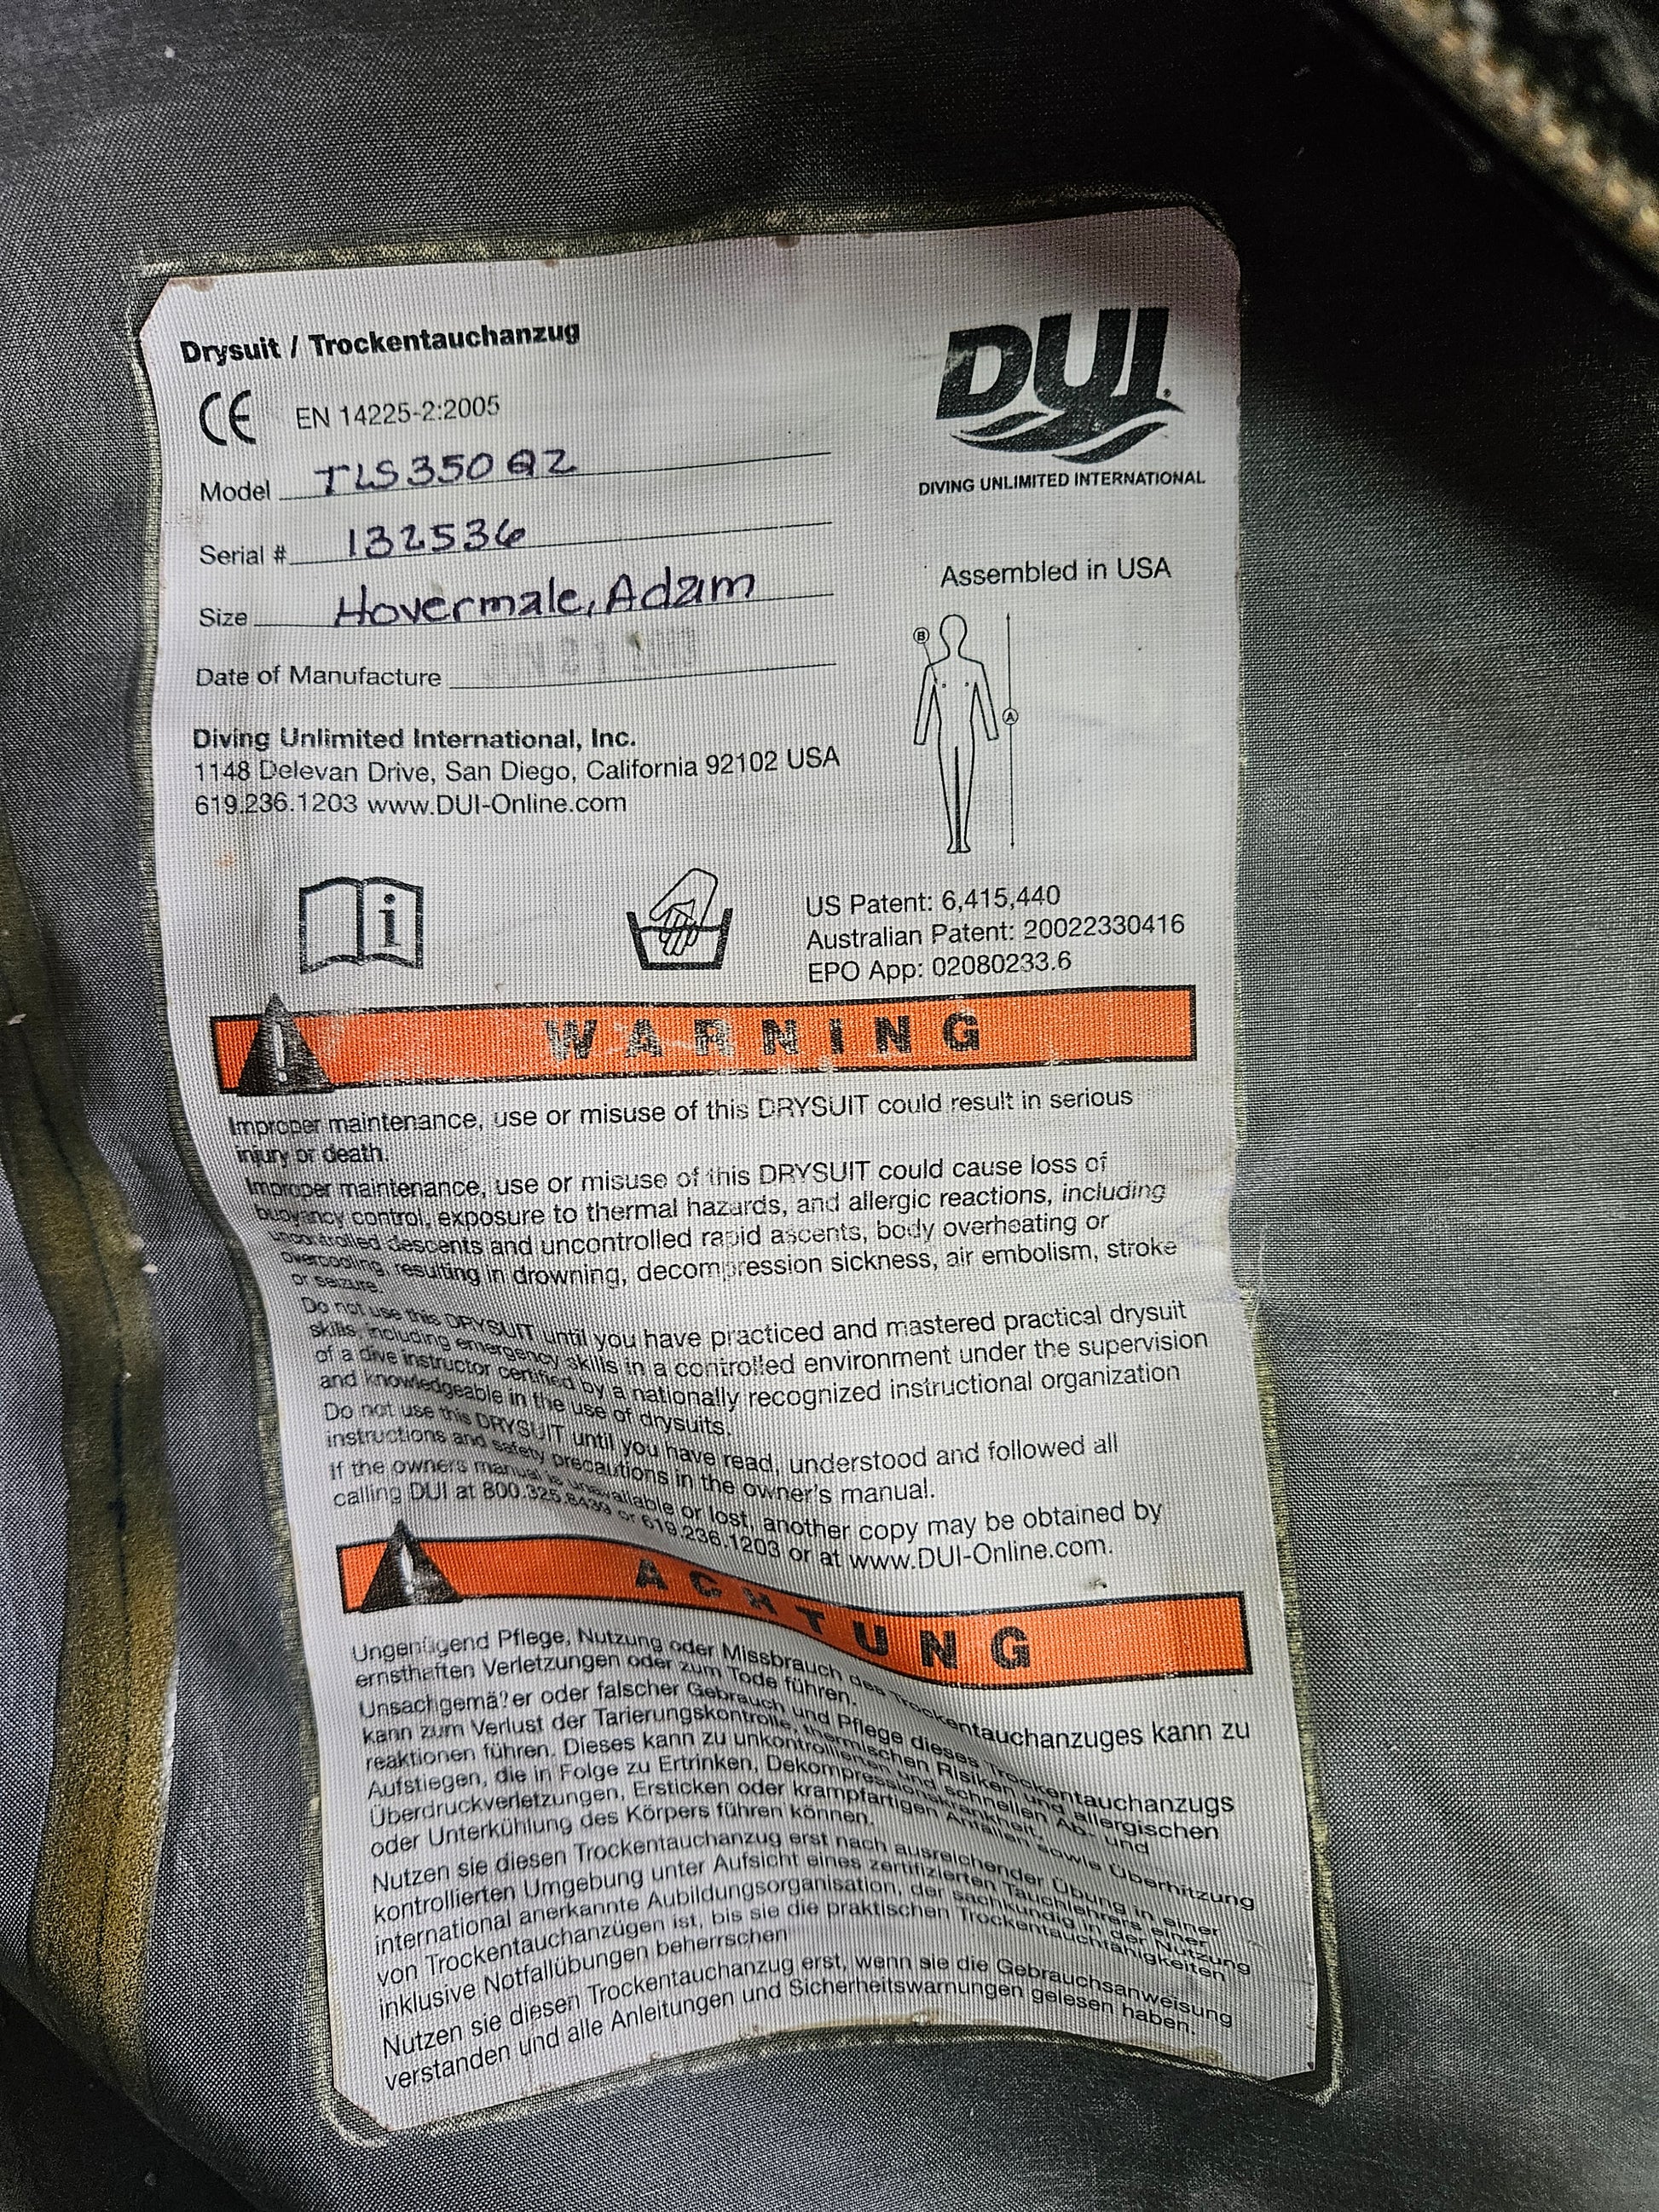 Drysuit / Trockentauchanzug
CE EN 14225-2:2005
Model TLS350QZ
Serial # 132536
Size Hovermale, Adam
Date of Manufacture
Diving Unlimited International, Inc.
1148 Delevan Drive, San Diego, California 92102 USA
619.236.1203 www.DUI-Online.com
DUI
DIVING UNLIMITED INTERNATIONAL
Assembled in USA
B
A
i
US Patent: 6,415,440
Australian Patent: 20022330416
EPO App: 02080233.6
! WARNING
Improper maintenance, use or misuse of this DRYSUIT could result in serious
injury or death.
Improper maintenance, use or misuse of this DRYSUIT could cause loss of
buoyancy control, exposure to thermal hazards, and allergic reactions, including
uncontrolled descents and uncontrolled rapid ascents, body overheating or
overcooling, resulting in drowning, decompression sickness, air embolism, stroke
or seizure.
Do not use this DRYSUIT until you have practiced and mastered practical drysuit
skills, including emergency skills in a controlled environment under the supervision
of a dive instructor certified by a nationally recognized instructional organization
and knowledgeable in the use of drysuits.
Do not use this DRYSUIT until you have read, understood and followed all
instructions and safety precautions in the owner's manual.
If the owners manual is unavailable or lost, another copy may be obtained by
calling DUI at 800.325.8439 or 619.236.1203 or at www.DUI-Online.com.
! ACHTUNG
Ungenügend Pflege, Nutzung oder Missbrauch des Trockentauchanzuges kann zu
ernsthaften Verletzungen oder zum Tode führen.
Unsachgemä?er oder falscher Gebrauch und Pflege dieses Trockentauchanzugs
kann zum Verlust der Tarierungskontrolle, thermischen Risiken und allergischen
reaktionen führen. Dieses kann zu unkontrollierten und schnellen Ab- und
Aufstiegen, die in Folge zu Ertrinken, Dekompressionskrankheit,
Überdruckverletzungen, Ersticken oder krampfartigen Anfällen sowie Überhitzung
oder Unterkühlung des Körpers führen können.
Nutzen sie diesen Trockentauchanzug erst nach ausreichender Übung in einer
kontrollierten Umgebung unter Aufsicht eines zertifizierten Tauchlehrers einer
international anerkannte Aubildungsorganisation, der sachkundig in der Nutzung
von Trockentauchanzügen ist, bis sie die praktischen Trockentauchfähigkeiten
inklusive Notfallübungen beherrschen
Nutzen sie diesen Trockentauchanzug erst, wenn sie die Gebrauchsanweisung
verstanden und alle Anleitungen und Sicherheitswarnungen gelesen haben.